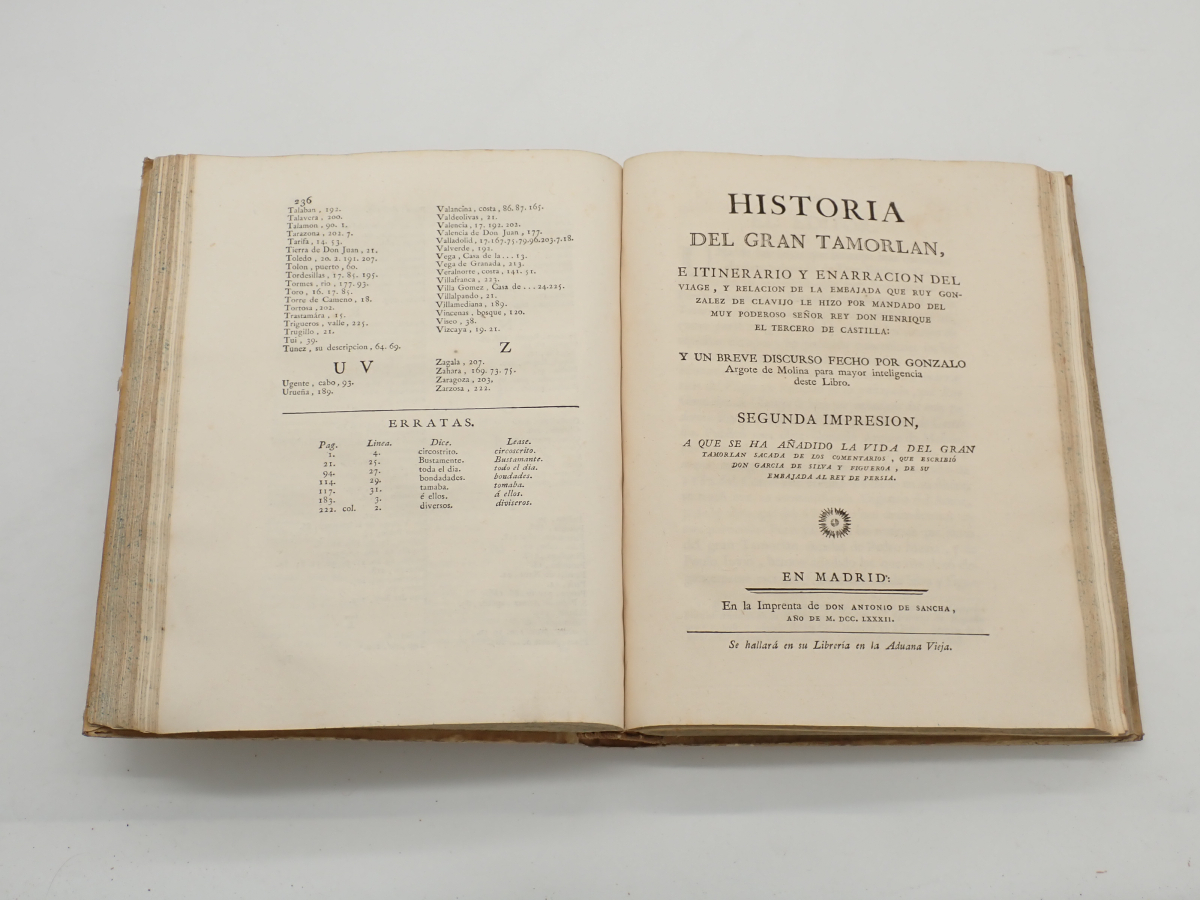 236
Talaban, 192.
Talavera, 200.
Talamon, 90. 1.
Tarazona, 202. 7.
Tarifa, 14. 53.
Tierra de Don Juan, 21.
Toledo, 20. 2. 191. 207.
Tolon, puerto, 60.
Tordesillas, 17. 85. 195.
Tormes, rio, 177. 93.
Toro, 16. 17. 85.
Torre de Cameno, 18.
Tortosa, 202.
Trastamára, 15.
Trigueros, valle, 225.
Trugillo, 21.
Tui, 39.
Tunez, su descripcion, 64. 69.
U V
Ugente, cabo, 93.
Urueña, 189.
Valancina, costa, 86. 87. 165.
Valdeolivas, 21.
Valencia, 17. 192. 202.
Valencia de Don Juan, 177.
Valladolid, 17. 167. 75. 79. 96. 203. 7. 18.
Valverde, 192.
Vega, Casa de la... 13.
Vega de Granada, 213.
Veralnorte, costa, 141. 51.
Villafranca, 223.
Villa Gomez, Casa de... 24. 225.
Villalpando, 21.
Villamediana, 189.
Vincenas, bosque, 120.
Viseo, 38.
Vizcaya, 19. 21.
Z
Zagala, 207.
Zahara, 169. 73. 75.
Zaragoza, 203,
Zarzosa, 222.
ERRATAS.
Pag. Linea. Dice. Lease.
1. 4. circostrito. circoscrito.
21. 25. Bustamente. Bustamante.
94. 27. toda el dia. todo el dia.
114. 29. bondadades. bondades.
117. 31. tamaba. tomaba.
183. 3. é ellos. á ellos.
222. col. 2. diversos. diviseros.
HISTORIA
DEL GRAN TAMORLAN,
E ITINERARIO Y ENARRACION DEL
VIAGE, Y RELACION DE LA EMBAJADA QUE RUY GON-
ZALEZ DE CLAVIJO LE HIZO POR MANDADO DEL
MUY PODEROSO SEÑOR REY DON HENRIQUE
EL TERCERO DE CASTILLA:
Y UN BREVE DISCURSO FECHO POR GONZALO
Argote de Molina para mayor inteligencia
deste Libro.
SEGUNDA IMPRESION,
A QUE SE HA AÑADIDO LA VIDA DEL GRAN
TAMORLAN SACADA DE LOS COMENTARIOS, QUE ESCRIBIÓ
DON GARCIA DE SILVA Y FIGUEROA, DE SU
EMBAJADA AL REY DE PERSIA.
EN MADRID:
En la Imprenta de DON ANTONIO DE SANCHA,
AÑO DE M. DCC. LXXXII.
Se hallará en su Libreria en la Aduana Vieja.